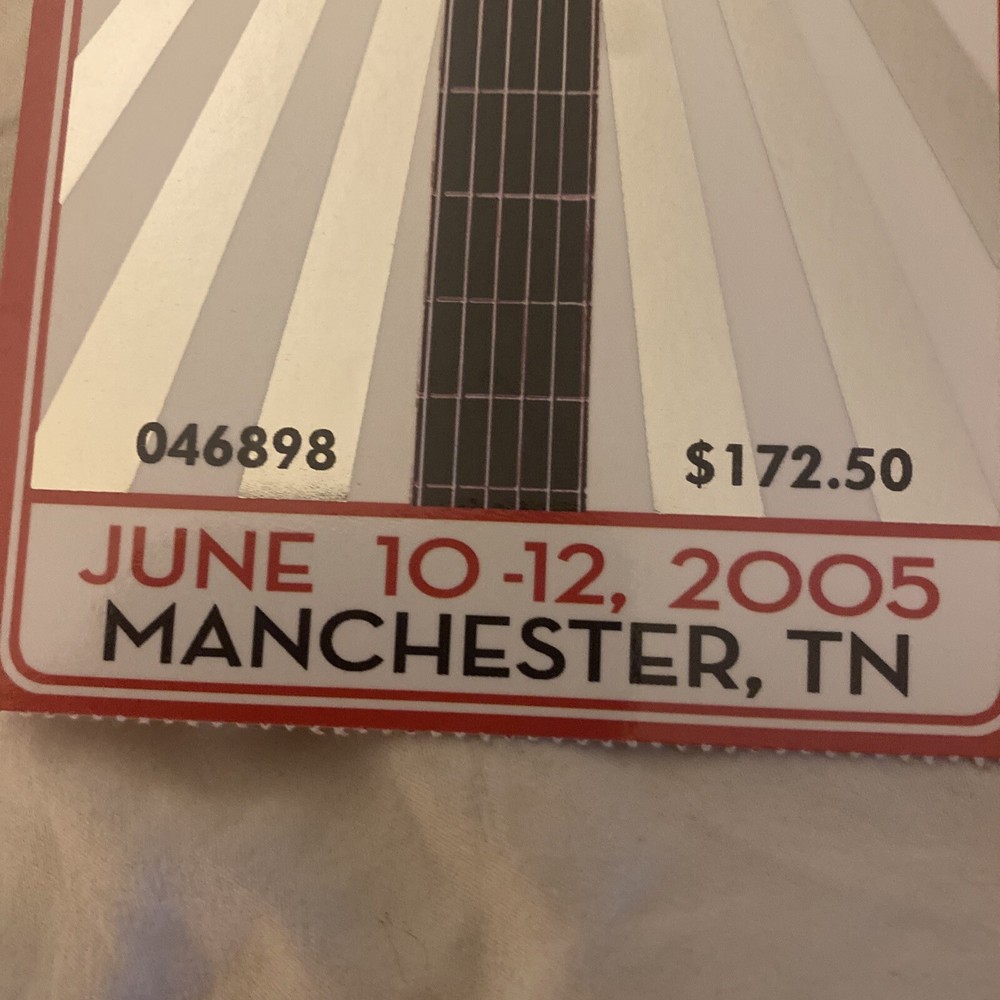 046898 $172.50
JUNE 10-12, 2005
MANCHESTER, TN